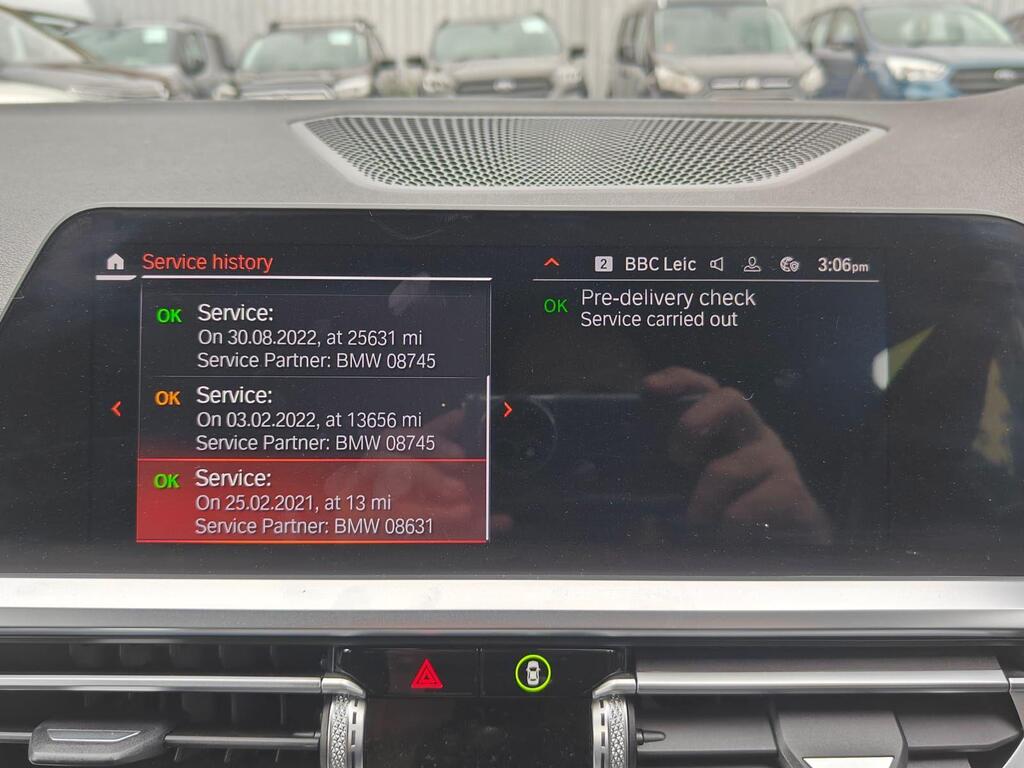 Service history
2 BBC Leic 3:06pm
OK Service:
On 30.08.2022, at 25631 mi
Service Partner: BMW 08745
OK Service:
On 03.02.2022, at 13656 mi
Service Partner: BMW 08745
OK Service:
On 25.02.2021, at 13 mi
Service Partner: BMW 08631
OK Pre-delivery check
Service carried out